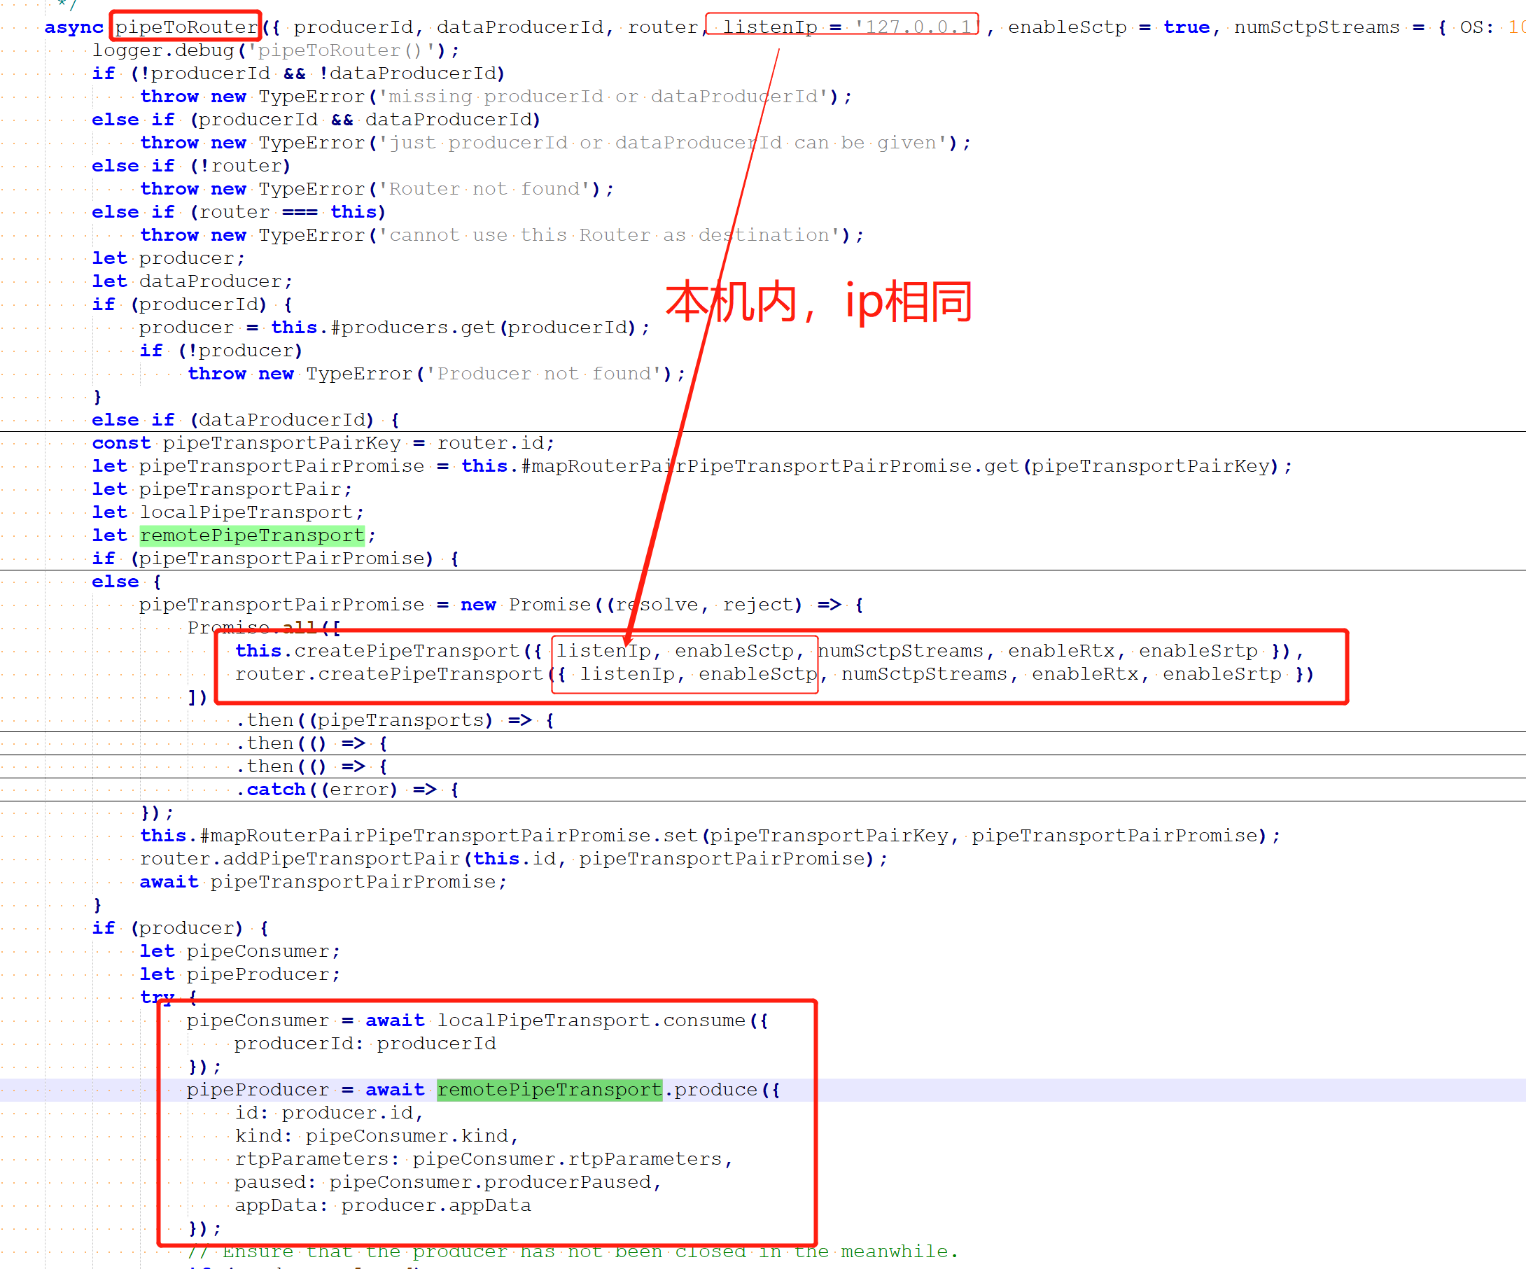 */
async pipeToRouter({ producerId, dataProducerId, router, listenIp = '127.0.0.1', enableSctp = true, numSctpStreams = { OS: 10
logger.debug('pipeToRouter()');
if (!producerId && !dataProducerId)
throw new TypeError('missing producerId or dataProducerId');
else if (producerId && dataProducerId)
throw new TypeError('just producerId or dataProducerId can be given');
else if (!router)
throw new TypeError('Router not found');
else if (router === this)
throw new TypeError('cannot use this Router as destination');
let producer;
let dataProducer;
if (producerId) {
本机内，ip相同
producer = this.#producers.get(producerId);
if (!producer)
throw new TypeError('Producer not found');
}
else if (dataProducerId) {
const pipeTransportPairKey = router.id;
let pipeTransportPairPromise = this.#mapRouterPairPipeTransportPairPromise.get(pipeTransportPairKey);
let pipeTransportPair;
let localPipeTransport;
let remotePipeTransport;
if (pipeTransportPairPromise) {
else {
pipeTransportPairPromise = new Promise((resolve, reject) => {
Promise.all([
this.createPipeTransport({ listenIp, enableSctp, numSctpStreams, enableRtx, enableSrtp }),
router.createPipeTransport({ listenIp, enableSctp, numSctpStreams, enableRtx, enableSrtp })
])
.then((pipeTransports) => {
.then(() => {
.then(() => {
.catch((error) => {
});
this.#mapRouterPairPipeTransportPairPromise.set(pipeTransportPairKey, pipeTransportPairPromise);
router.addPipeTransportPair(this.id, pipeTransportPairPromise);
await pipeTransportPairPromise;
}
if (producer) {
let pipeConsumer;
let pipeProducer;
try {
pipeConsumer = await localPipeTransport.consume({
producerId: producerId
});
pipeProducer = await remotePipeTransport.produce({
id: producer.id,
kind: pipeConsumer.kind,
rtpParameters: pipeConsumer.rtpParameters,
paused: pipeConsumer.producerPaused,
appData: producer.appData
});
// Ensure that the producer has not been closed in the meanwhile.